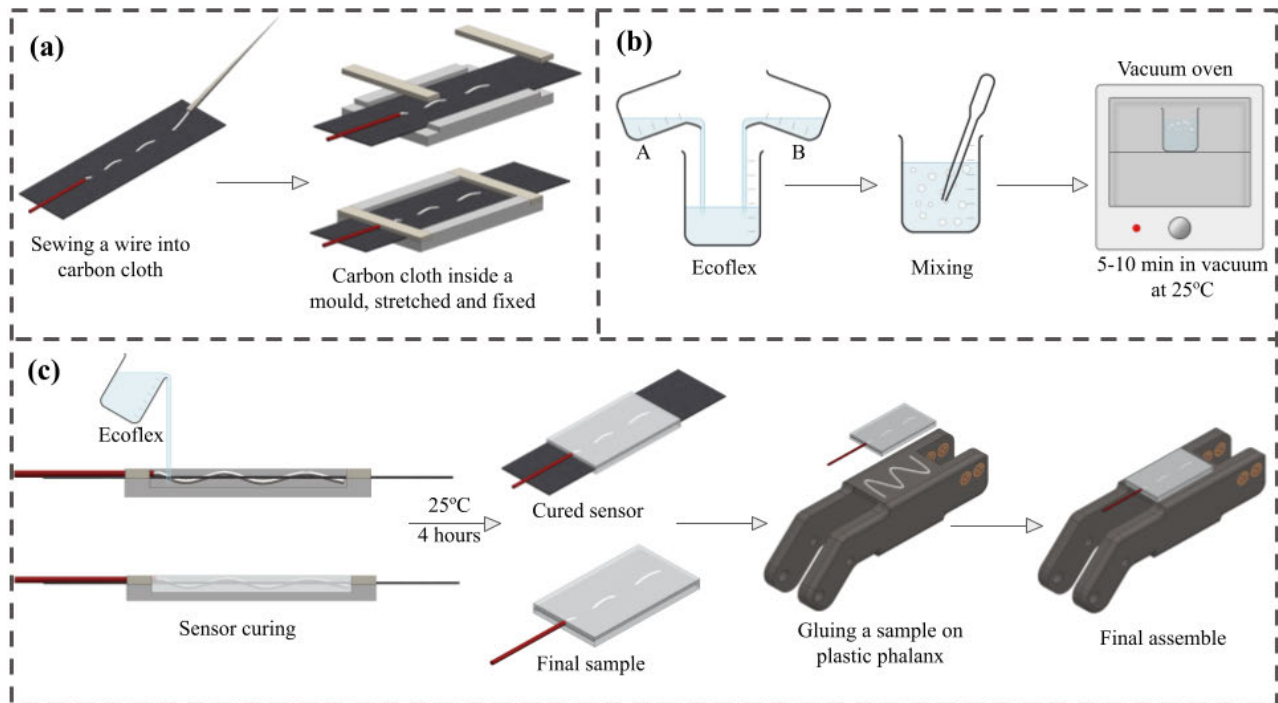 (a)
Sewing a wire into
carbon cloth
Carbon cloth inside a
mould, stretched and fixed
(b)
A
B
Ecoflex
Mixing
Vacuum oven
5-10 min in vacuum
at 25ºC
(c)
Ecoflex
Sensor curing
25ºC
4 hours
Cured sensor
Final sample
Gluing a sample on
plastic phalanx
Final assemble